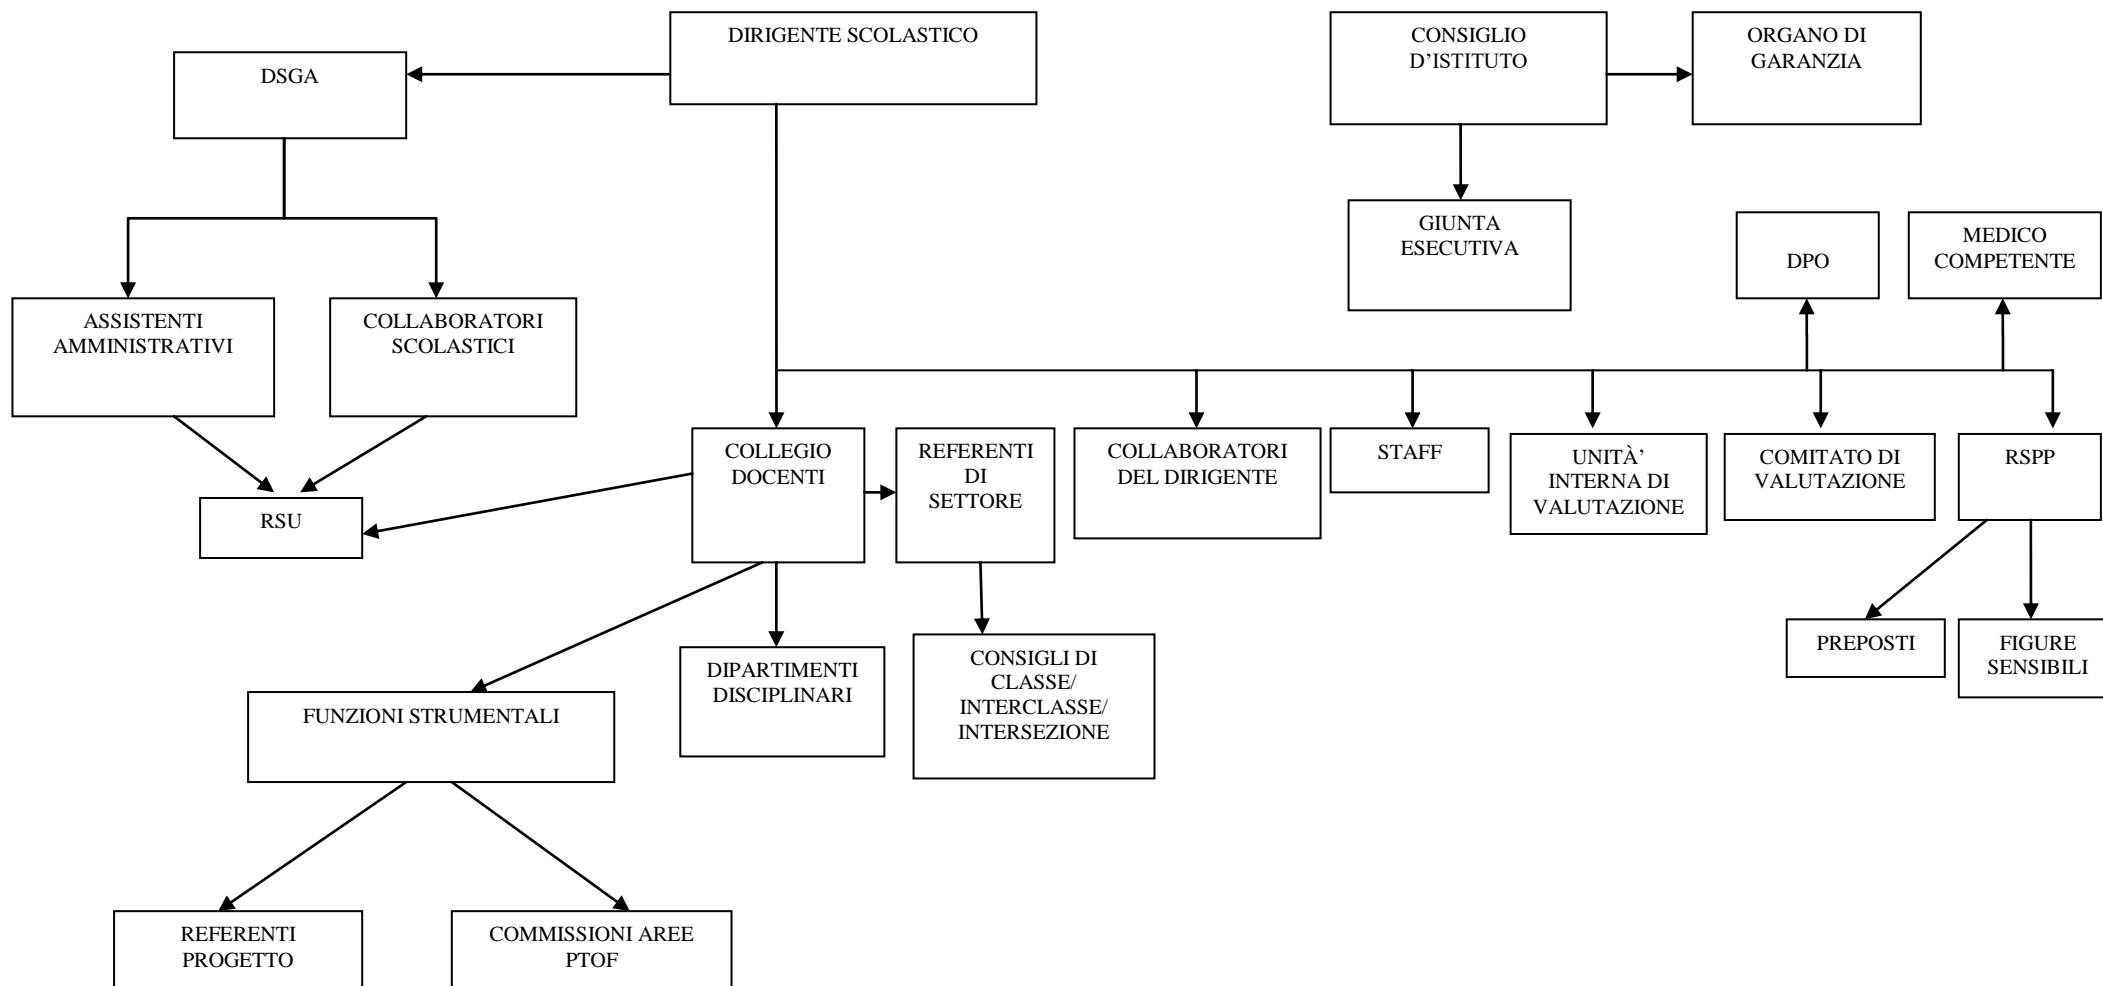 DIRIGENTE SCOLASTICO
CONSIGLIO
D’ISTITUTO
ORGANO DI
GARANZIA
DSGA
GIUNTA
ESECUTIVA
DPO
MEDICO
COMPETENTE
ASSISTENTI
AMMINISTRATIVI
COLLABORATORI
SCOLASTICI
RSU
COLLEGIO
DOCENTI
REFERENTI
DI
SETTORE
COLLABORATORI
DEL DIRIGENTE
STAFF
UNITÀ’
INTERNA DI
VALUTAZIONE
COMITATO DI
VALUTAZIONE
RSPP
PREPOSTI
FIGURE
SENSIBILI
FUNZIONI STRUMENTALI
DIPARTIMENTI
DISCIPLINARI
CONSIGLI DI
CLASSE/
INTERCLASSE/
INTERSEZIONE
REFERENTI
PROGETTO
COMMISSIONI AREE
PTOF